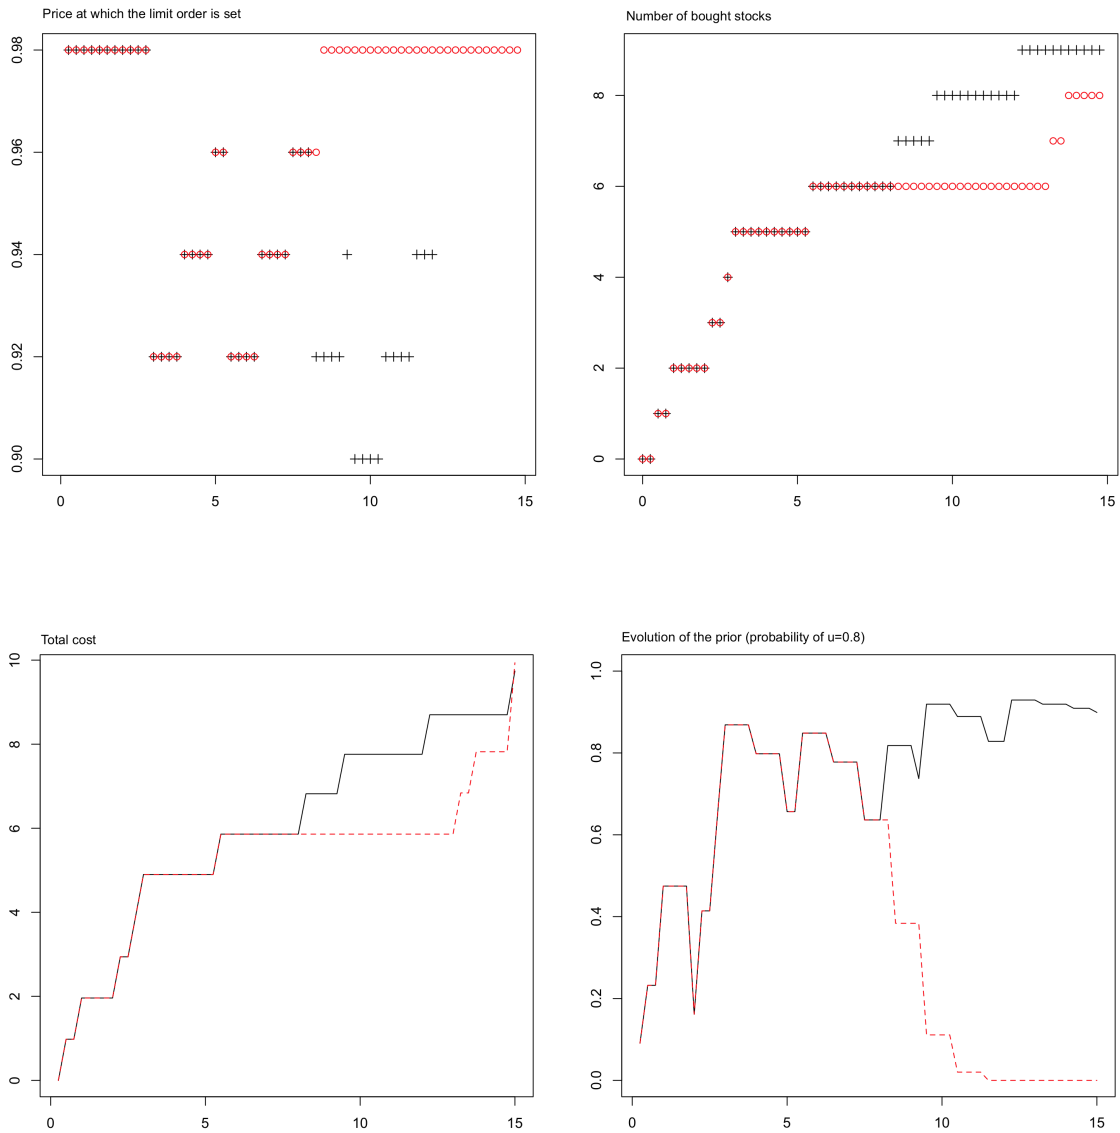 Price at which the limit order is set
0.98
0.96
0.94
0.92
0.90
0 5 10 15
Number of bought stocks
8
6
4
2
0
0 5 10 15
Total cost
10
8
6
4
2
0
0 5 10 15
Evolution of the prior (probability of u=0.8)
1.0
0.8
0.6
0.4
0.2
0.0
0 5 10 15